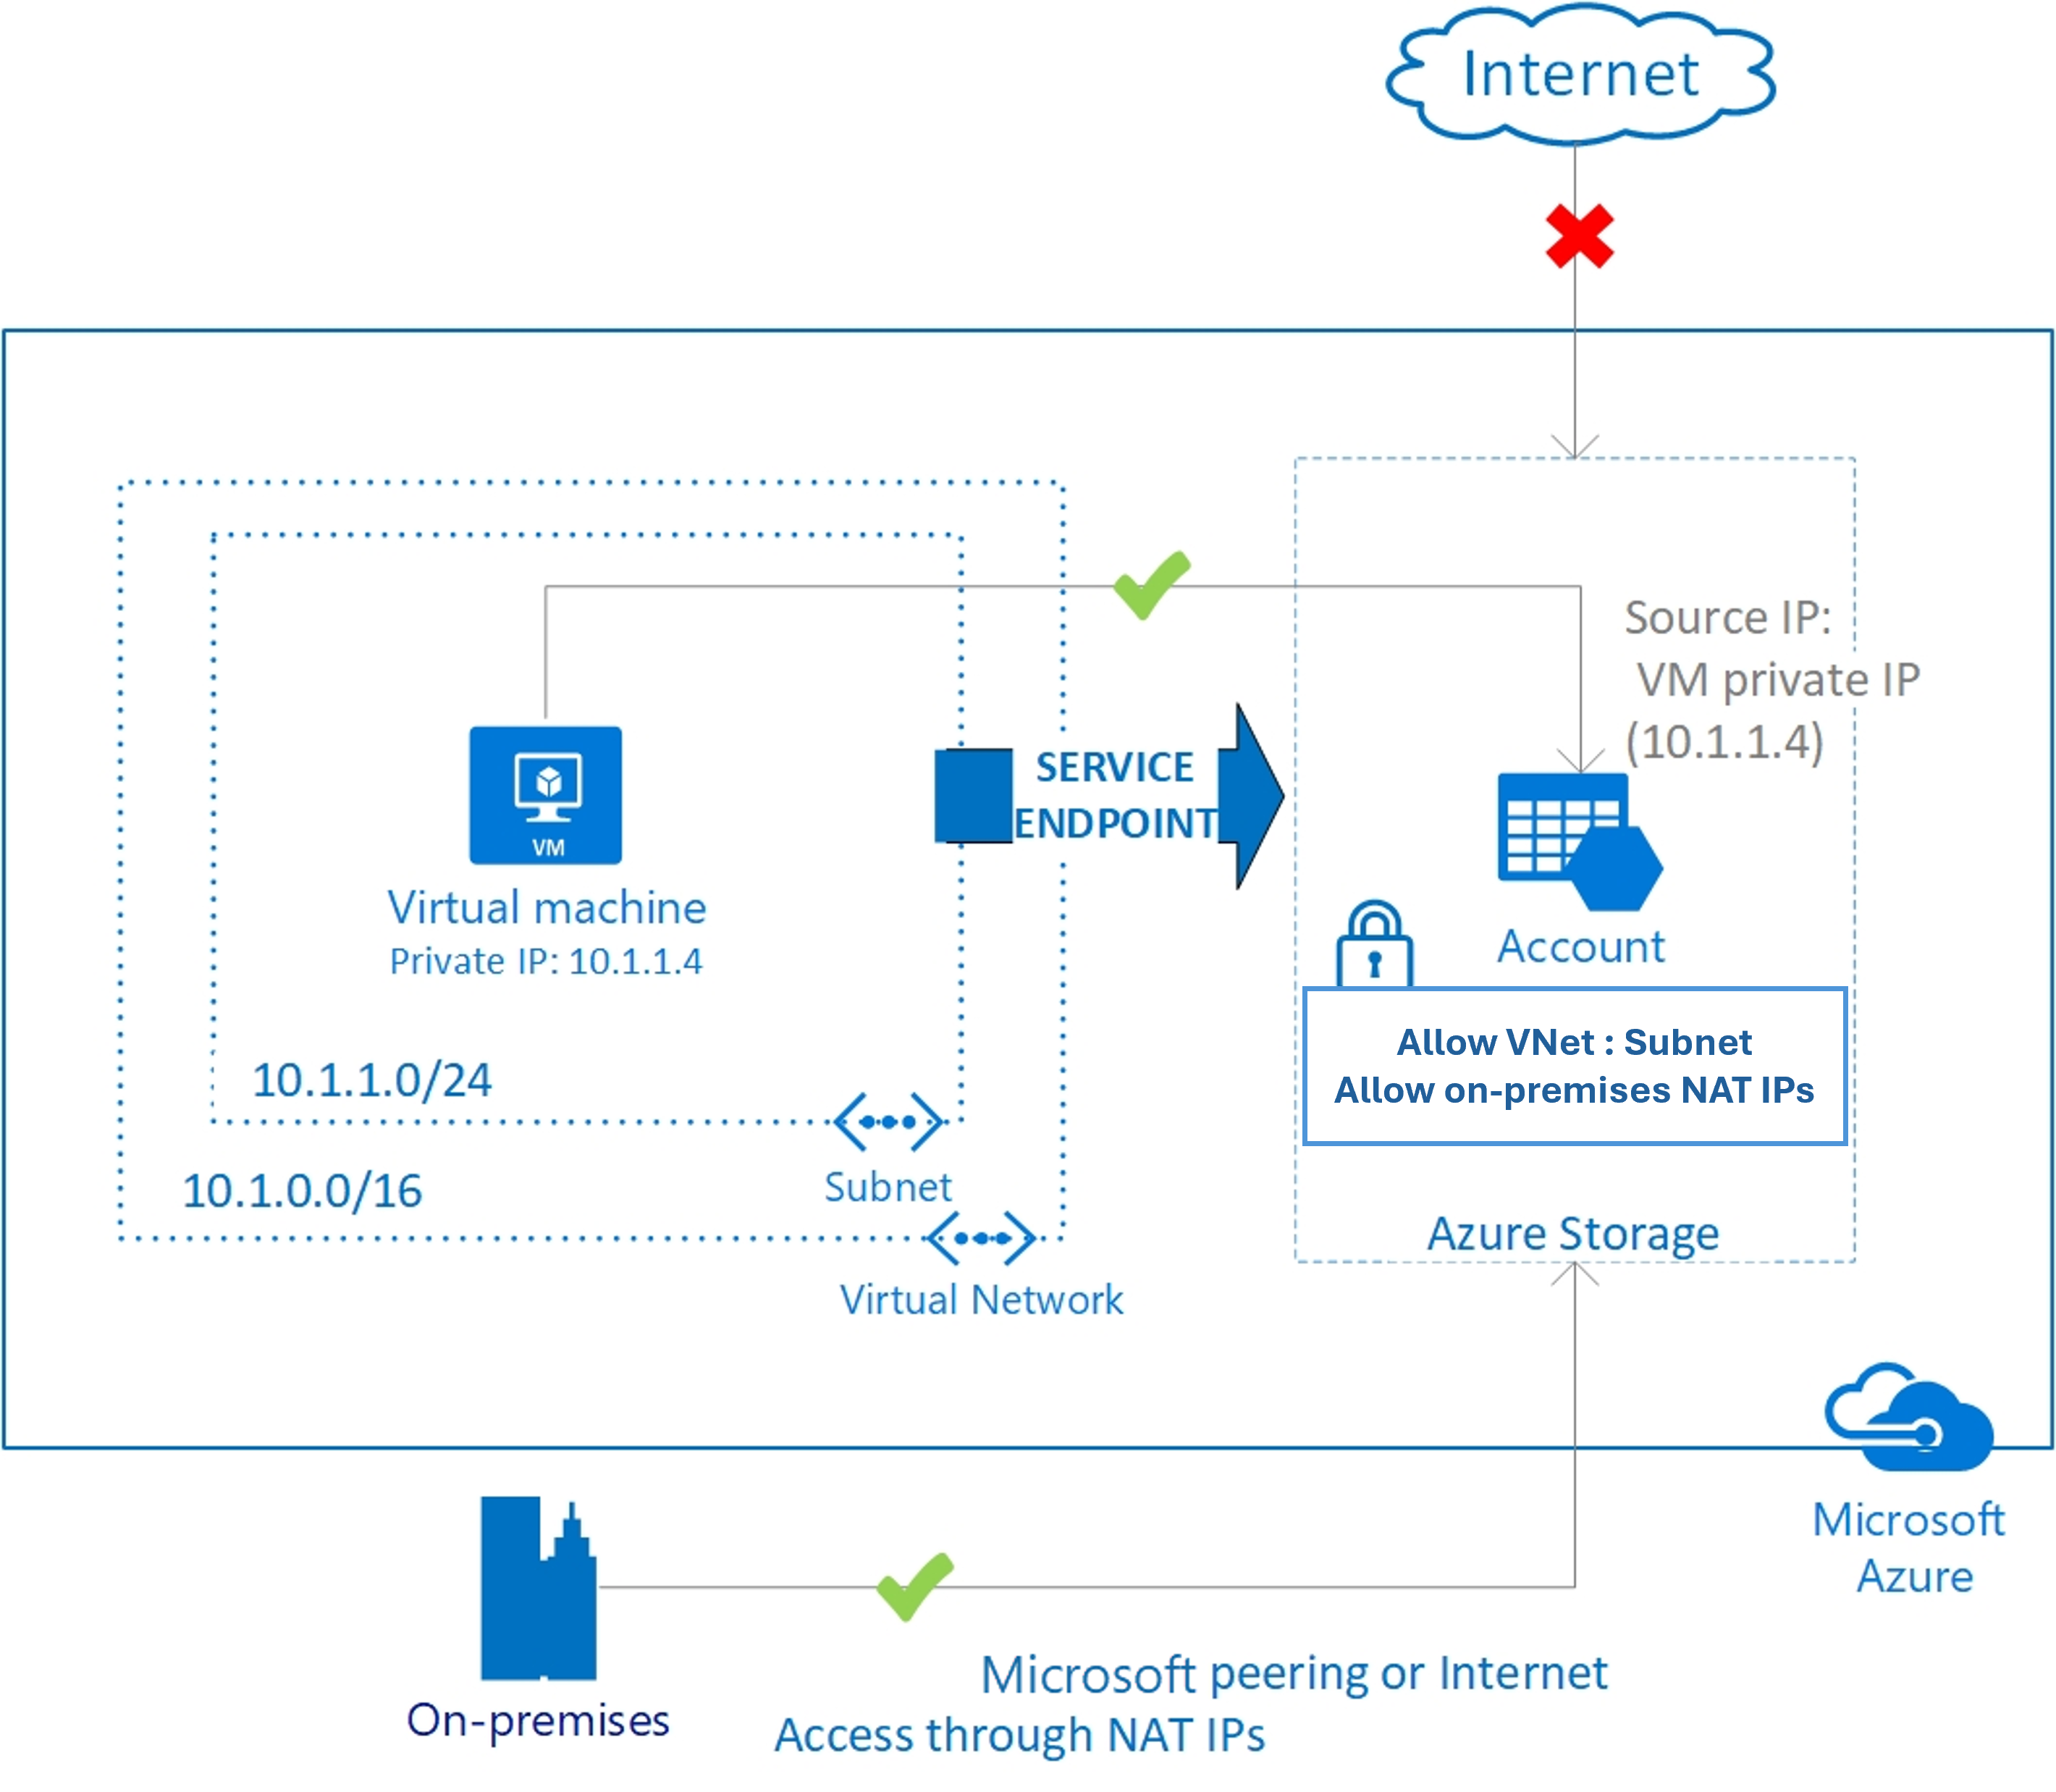 Internet
Source IP:
VM private IP
(10.1.1.4)
SERVICE
ENDPOINT
VM
Virtual machine
Private IP: 10.1.1.4
Account
Allow VNet : Subnet
Allow on-premises NAT IPs
10.1.1.0/24
Subnet
10.1.0.0/16
Azure Storage
Virtual Network
Microsoft
Azure
On-premises
Microsoft peering or Internet
Access through NAT IPs